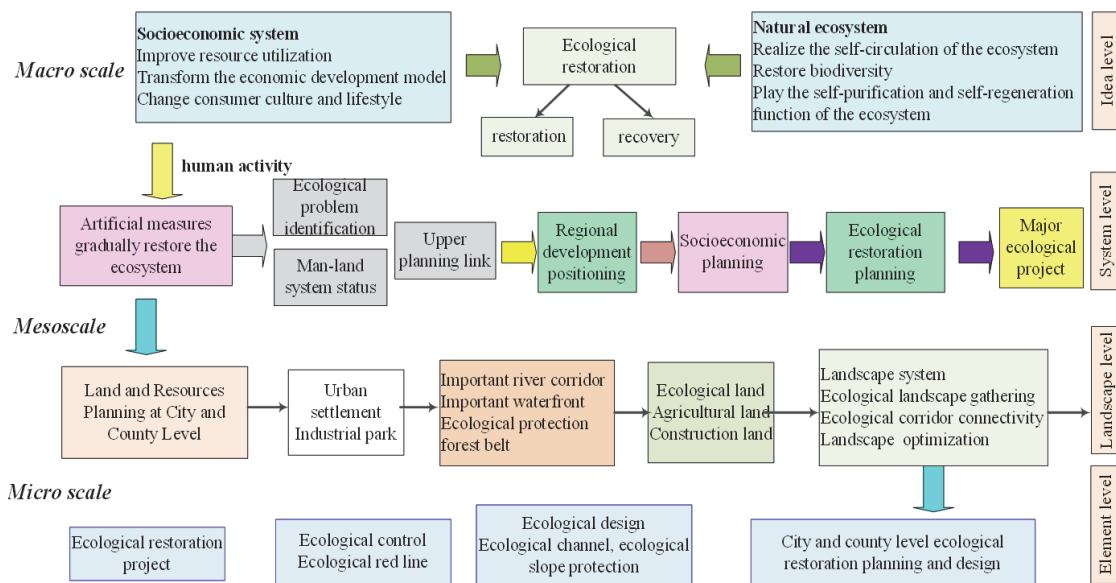 Macro scale
Socioeconomic system
Improve resource utilization
Transform the economic development model
Change consumer culture and lifestyle
Ecological
restoration
restoration
recovery
Natural ecosystem
Realize the self-circulation of the ecosystem
Restore biodiversity
Play the self-purification and self-regeneration
function of the ecosystem
Idea level
human activity
Artificial measures
gradually restore the
ecosystem
Ecological
problem
identification
Man-land
system status
Upper
planning link
Regional
development
positioning
Socioeconomic
planning
Ecological
restoration
planning
Major
ecological
project
System level
Mesoscale
Land and Resources
Planning at City and
County Level
Urban
settlement
Industrial park
Important river corridor
Important waterfront
Ecological protection
forest belt
Ecological land
Agricultural land
Construction land
Landscape system
Ecological landscape gathering
Ecological corridor connectivity
Landscape optimization
Landscape level
Micro scale
Ecological restoration
project
Ecological control
Ecological red line
Ecological design
Ecological channel, ecological
slope protection
City and county level ecological
restoration planning and design
Element level